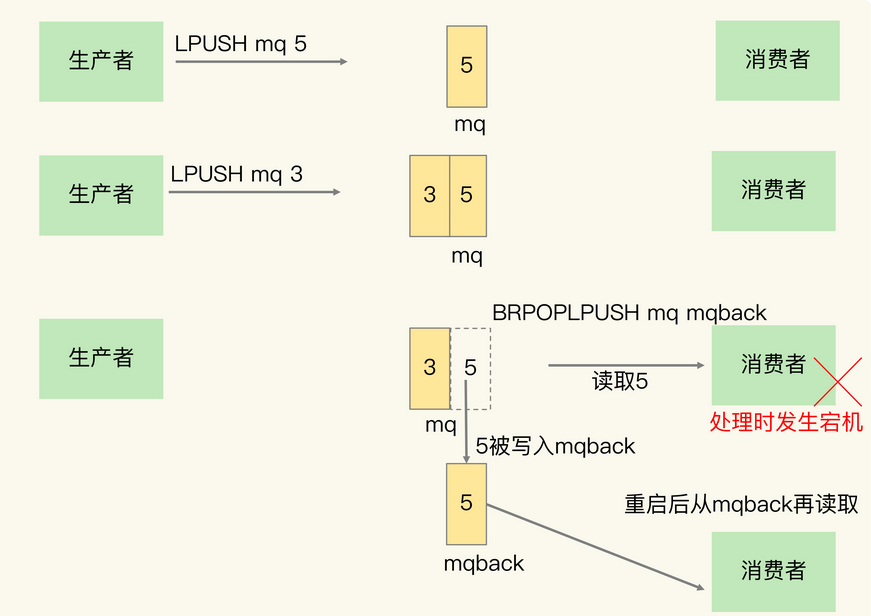 生产者
LPUSH mq 5
5
mq
消费者
生产者
LPUSH mq 3
3 5
mq
消费者
生产者
BRPOPLPUSH mq mqback
3 5
mq
读取5
消费者
处理时发生宕机
5被写入mqback
5
mqback
重启后从mqback再读取
消费者